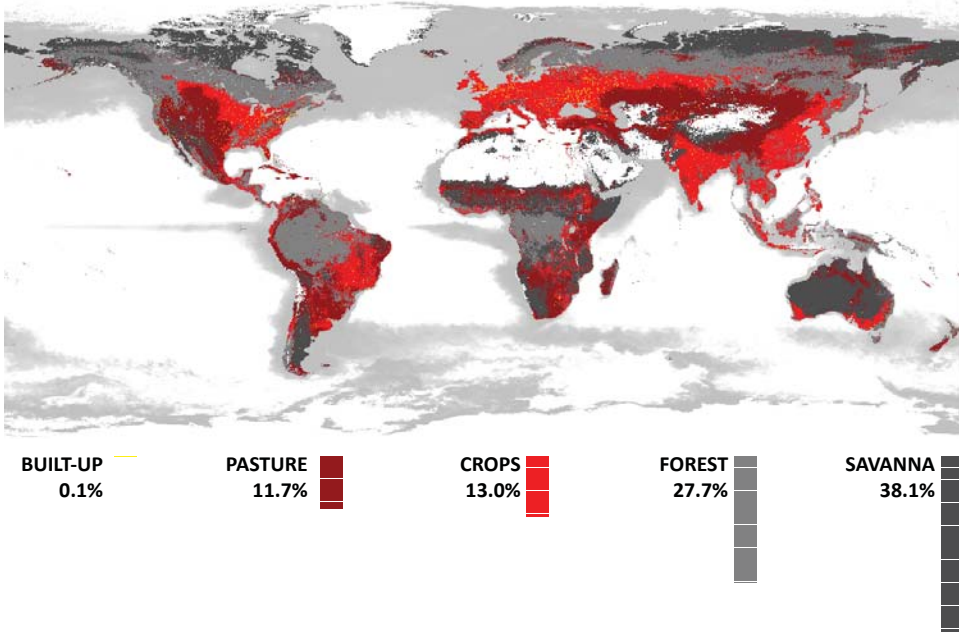 BUILT-UP
0.1%
PASTURE
11.7%
CROPS
13.0%
FOREST
27.7%
SAVANNA
38.1%